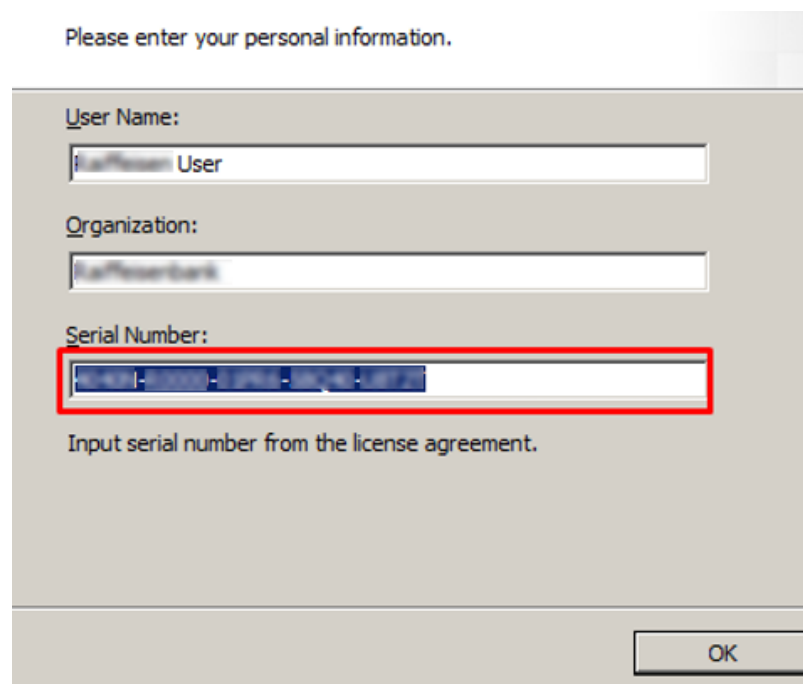 Please enter your personal information.
User Name:
User
Organization:
Serial Number:
Input serial number from the license agreement.
OK